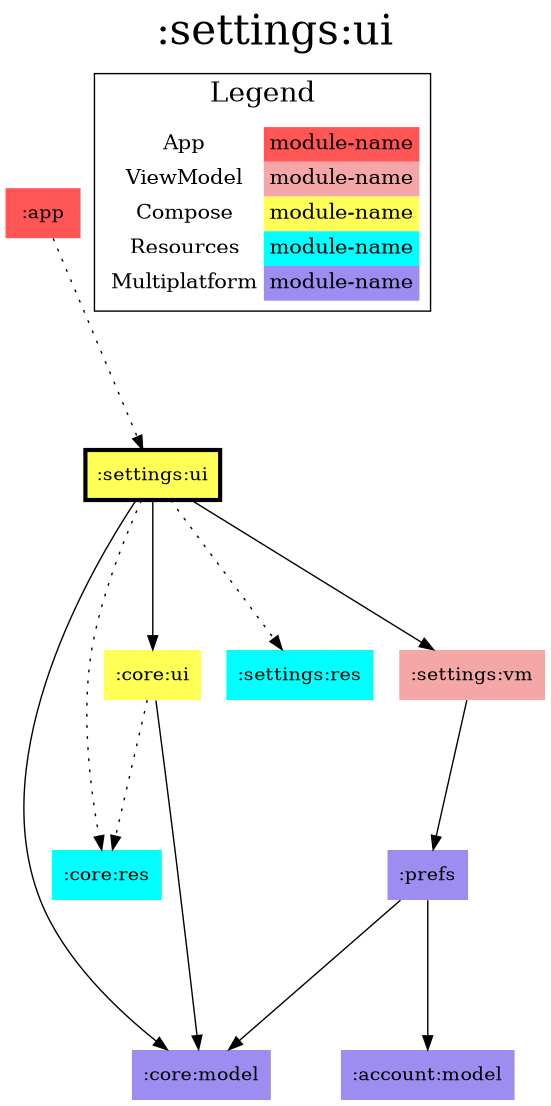 :settings:ui
Legend
App module-name
ViewModel module-name
Compose module-name
Resources module-name
Multiplatform module-name
:app
:settings:ui
:core:ui
:settings:res
:settings:vm
:core:res
:prefs
:core:model
:account:model